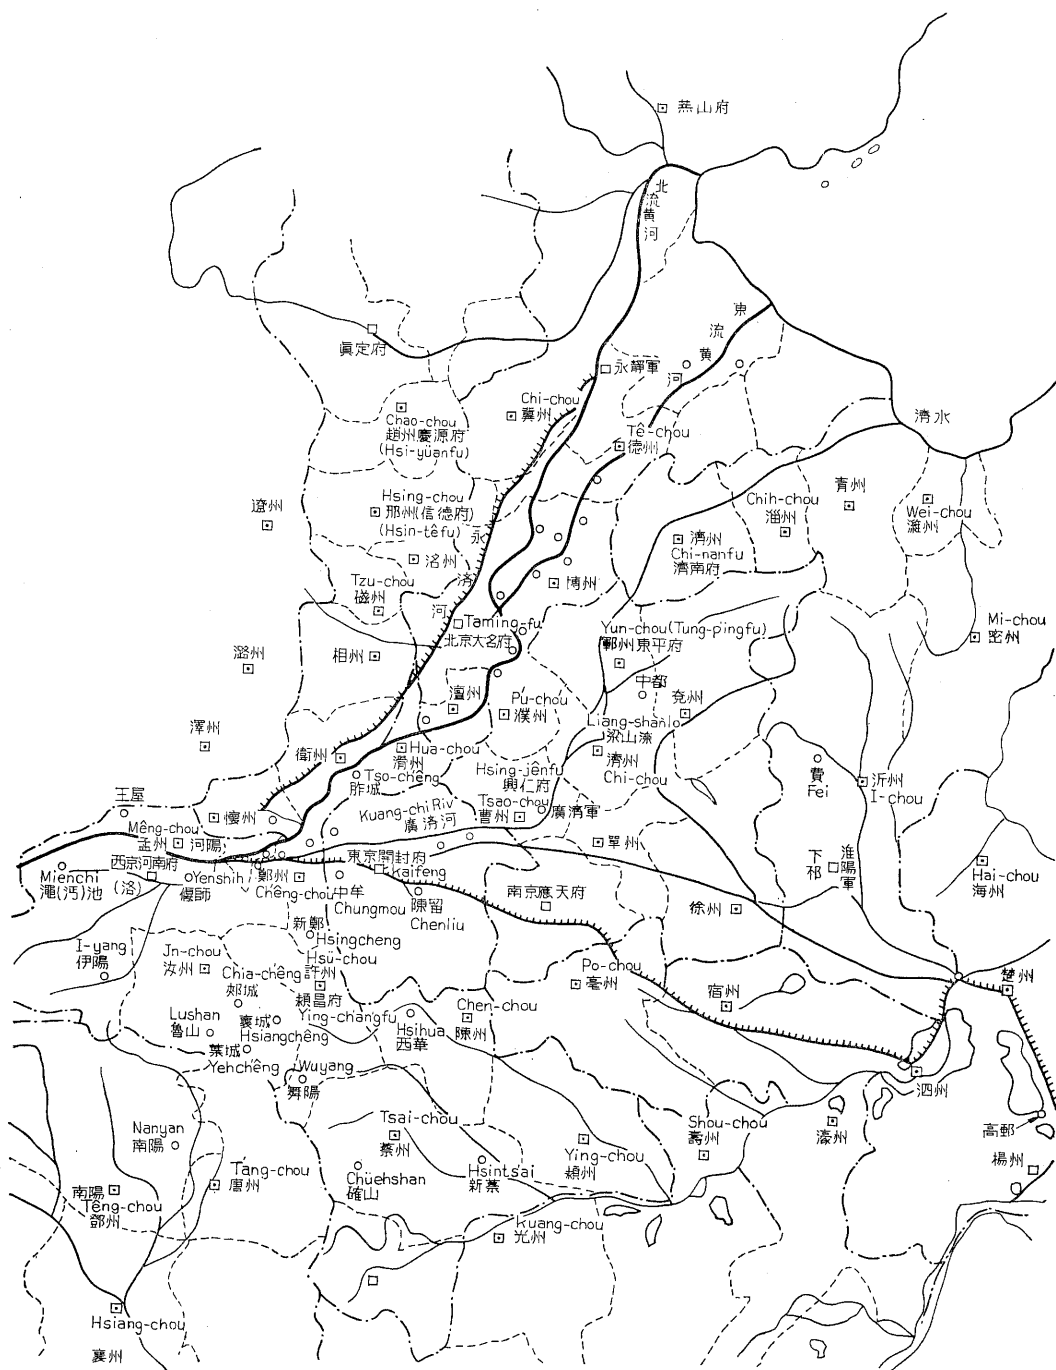 燕山府
北
流
黄
河
東
流
黄
河
眞定府
永靜軍
Chi-chou
冀州
Chao-chou
趙州慶源府
(Hsi-yüanfu)
Tê-chou
德州
清水
青州
Chih-chou
淄州
Wei-chou
濰州
遼州
Hsing-chou
邢州(信德府)
(Hsin-têfu)
永
済
河
洺州
Tzu-chou
磁州
濟州
Chi-nanfu
濟南府
博州
Taming-fu
北京大名府
Yun-chou(Tung-pingfu)
鄆州東平府
Mi-chou
密州
潞州
相州
中都
兗州
澶州
Pu-chou
濮州
Liang-shanlo
梁山濼
澤州
衛州
Hua-chou
滑州
濟州
Chi-chou
Tso-chêng
胙城
Hsing-jênfu
興仁府
費
Fei
沂州
I-chou
王屋
懷州
Kuang-chi Riv
廣済河
Tsao-chou
曹州
廣濟軍
Mêng-chou
孟州
河陽
單州
西京河南府
東京開封府
Kaifeng
下
邳
淮
陽
軍
Mienchi
澠(沔)池
(洛)
Yenshih
偃師
鄭州
Chêng-chou
中牟
Chungmou
陳留
Chenliu
南京應天府
徐州
Hai-chou
海州
新鄭
Hsingcheng
I-yang
伊陽
Jn-chou
汝州
Hsü-chou
許州
Chia-chêng
郟城
潁昌府
Ying-changfu
Po-chou
亳州
宿州
楚州
Lushan
魯山
襄城
Hsiangchêng
Hsihua
西華
Chen-chou
陳州
葉城
Yehchêng
Wuyang
舞陽
泗州
Tsai-chou
蔡州
Shou-chou
壽州
濠州
高郵
Nanyan
南陽
Ying-chou
潁州
楊州
Tang-chou
唐州
Chüehshan
確山
Hsintsai
新蔡
南陽
Têng-chou
鄧州
Kuang-chou
光州
Hsiang-chou
襄州